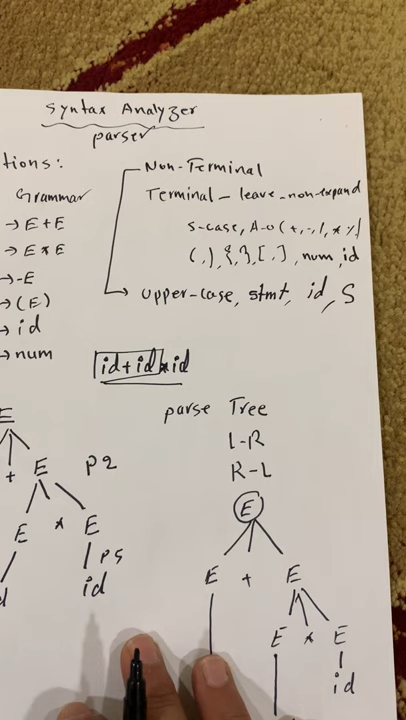 Syntax Analyzer
parser
tions:
Non-Terminal
Grammar
Terminal - leave - non-expand
→ E + E
s-case, A-o (+, -, /, *, %)
→ E * E
(,), {, }, [, ], num, id
→ -E
→ (E)
upper-case, stmt, id, S
→ id
→ num
id + id * id
parse Tree
L-R
R-L
E
+ E P2
E * E
P5
id
E
E + E
E * E
id